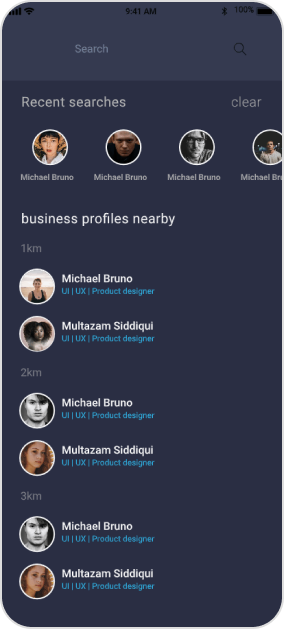 9:41 AM
100%
Search
Recent searches
clear
Michael Bruno
Michael Bruno
Michael Bruno
Michael Br
business profiles nearby
1km
Michael Bruno
UI | UX | Product designer
Multazam Siddiqui
UI | UX | Product designer
2km
Michael Bruno
UI | UX | Product designer
Multazam Siddiqui
UI | UX | Product designer
3km
Michael Bruno
UI | UX | Product designer
Multazam Siddiqui
UI | UX | Product designer